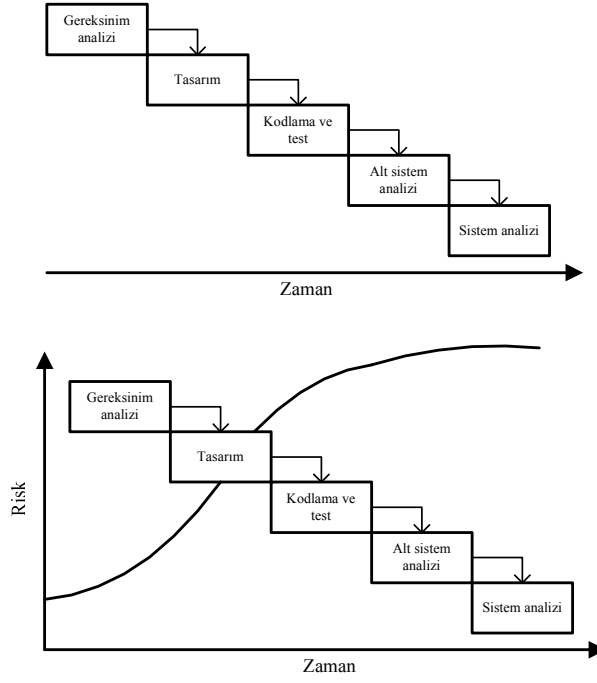 Gereksinim
analizi
Tasarım
Kodlama ve
test
Alt sistem
analizi
Sistem analizi
Zaman
Gereksinim
analizi
Tasarım
Kodlama ve
test
Alt sistem
analizi
Sistem analizi
Risk
Zaman